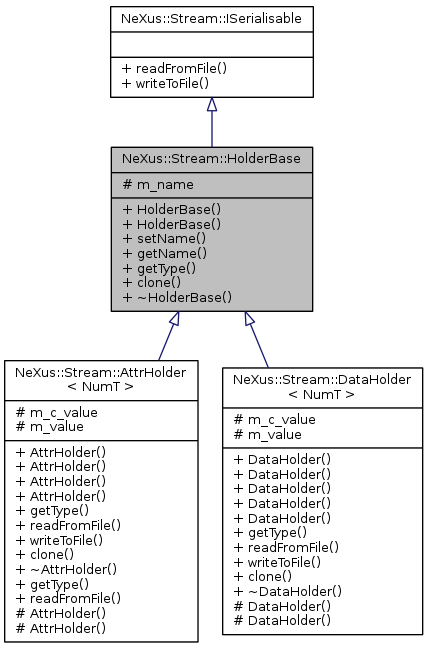 NeXus::Stream::ISerialisable
+ readFromFile()
+ writeToFile()
NeXus::Stream::HolderBase
# m_name
+ HolderBase()
+ HolderBase()
+ setName()
+ getName()
+ getType()
+ clone()
+ ~HolderBase()
NeXus::Stream::AttrHolder
< NumT >
# m_c_value
# m_value
+ AttrHolder()
+ AttrHolder()
+ AttrHolder()
+ AttrHolder()
+ getType()
+ readFromFile()
+ writeToFile()
+ clone()
+ ~AttrHolder()
+ getType()
+ readFromFile()
# AttrHolder()
# AttrHolder()
NeXus::Stream::DataHolder
< NumT >
# m_c_value
# m_value
+ DataHolder()
+ DataHolder()
+ DataHolder()
+ DataHolder()
+ DataHolder()
+ getType()
+ readFromFile()
+ writeToFile()
+ clone()
+ ~DataHolder()
# DataHolder()
# DataHolder()